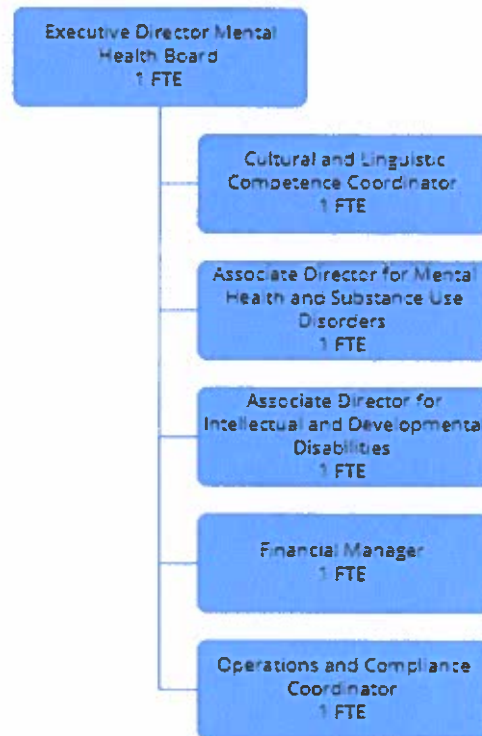 Executive Director Mental
Health Board
1 FTE
Cultural and Linguistic
Competence Coordinator
1 FTE
Associate Director for Mental
Health and Substance Use
Disorders
1 FTE
Associate Director for
Intellectual and Developmenta
Disabilities
1 FTE
Financial Manager
1 FTE
Operations and Compliance
Coordinator
1 FTE